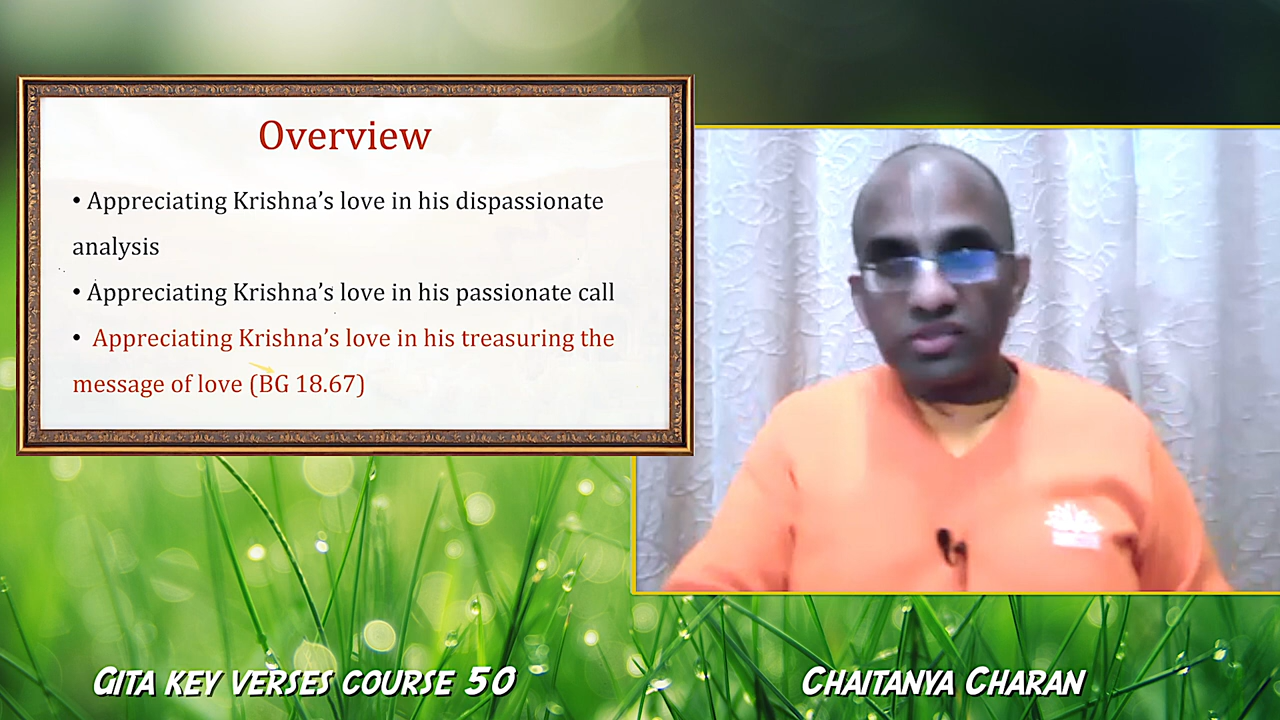 Overview
• Appreciating Krishna’s love in his dispassionate
analysis
• Appreciating Krishna’s love in his passionate call
• Appreciating Krishna’s love in his treasuring the
message of love (BG 18.67)
GITA KEY VERSES COURSE 50
CHAITANYA CHARAN